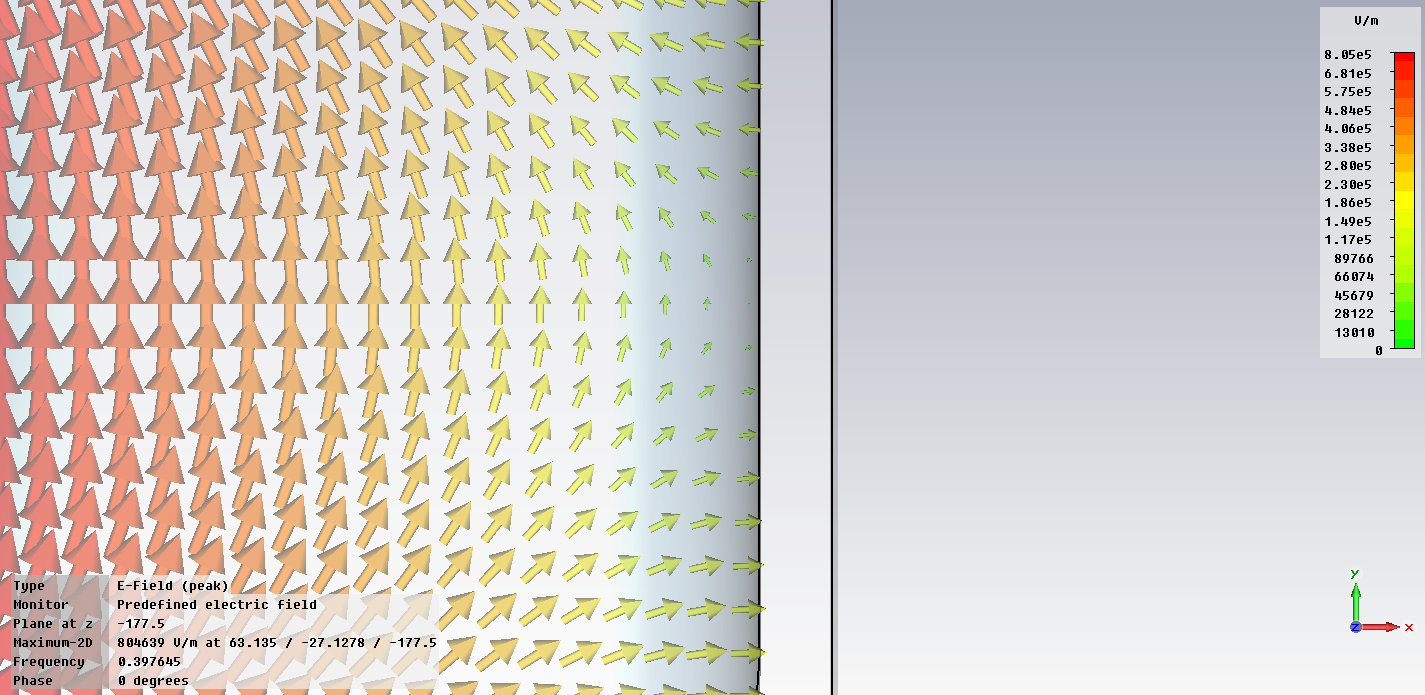 V/m
8.05e5
6.81e5
5.75e5
4.84e5
4.06e5
3.38e5
2.80e5
2.30e5
1.86e5
1.49e5
1.17e5
89766
66074
45679
28122
13010
0
Type E-Field (peak)
Monitor Predefined electric field
Plane at z -177.5
Maximum-2D 804639 V/m at 63.135 / -27.1278 / -177.5
Frequency 0.397645
Phase 0 degrees
Y
Z X